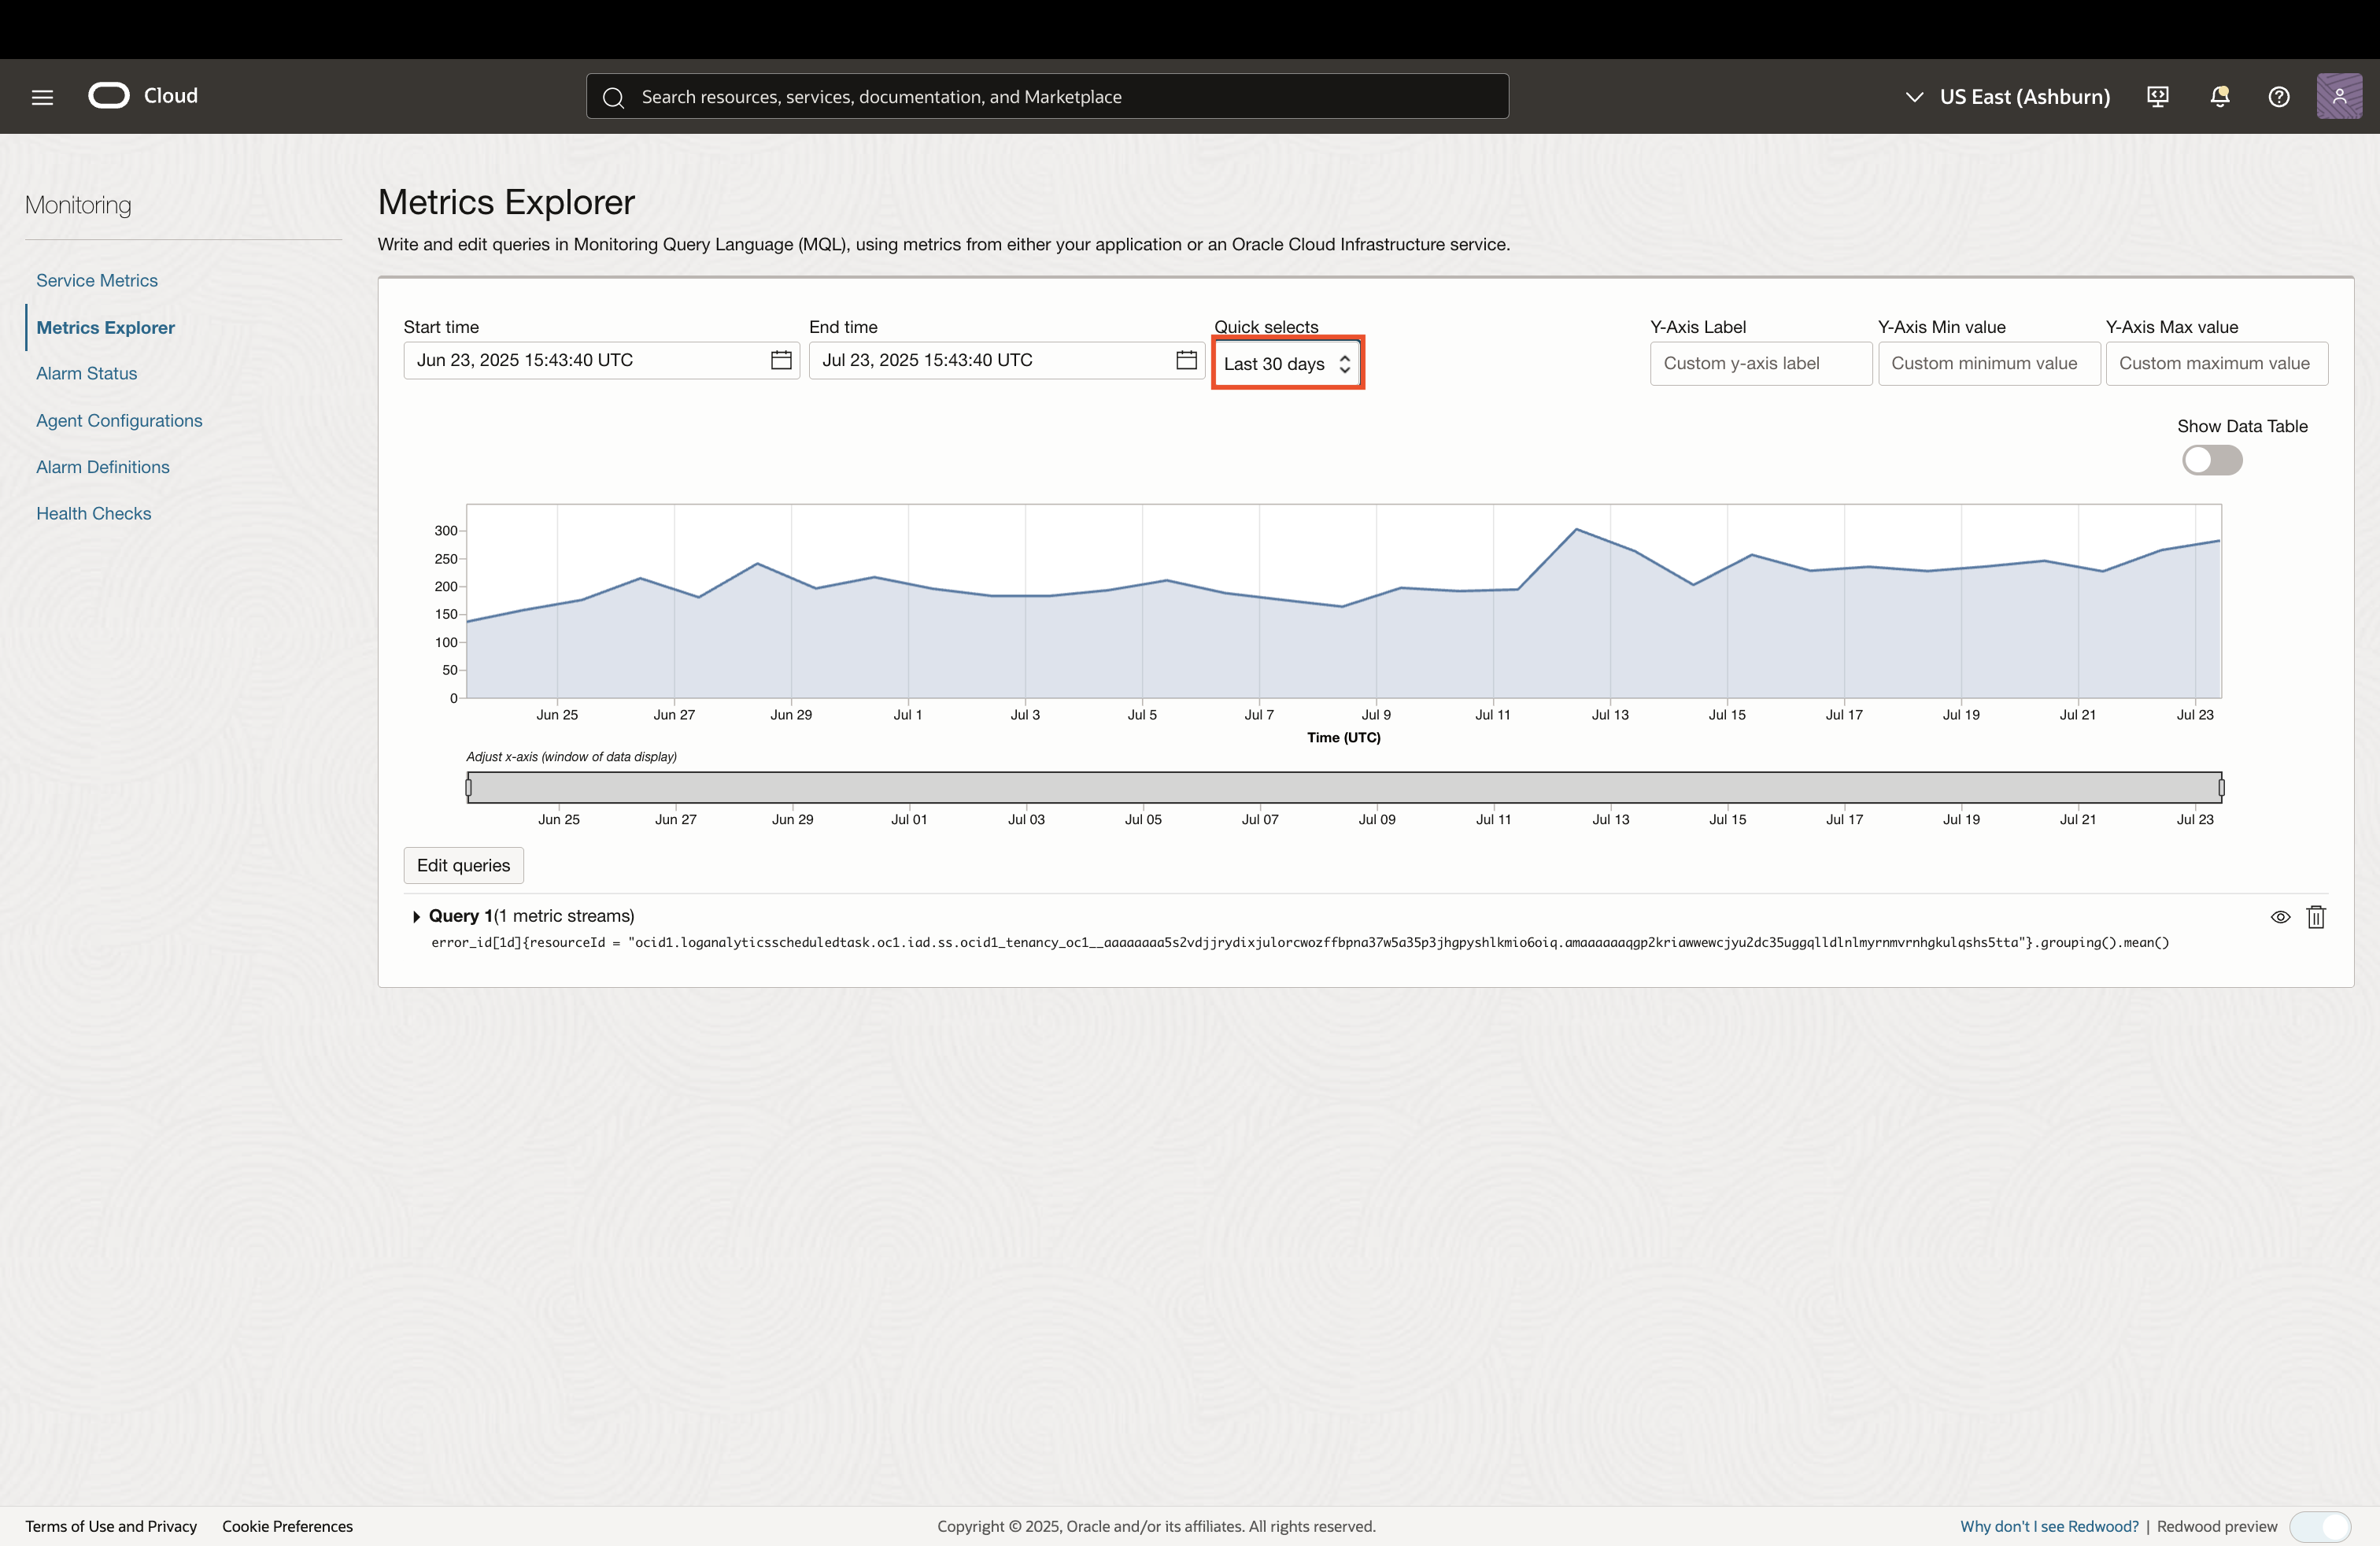 Cloud
Search resources, services, documentation, and Marketplace
US East (Ashburn)
Monitoring
Service Metrics
Metrics Explorer
Alarm Status
Agent Configurations
Alarm Definitions
Health Checks
Metrics Explorer
Write and edit queries in Monitoring Query Language (MQL), using metrics from either your application or an Oracle Cloud Infrastructure service.
Start time
End time
Quick selects
Y-Axis Label
Y-Axis Min value
Y-Axis Max value
Jun 23, 2025 15:43:40 UTC
Jul 23, 2025 15:43:40 UTC
Last 30 days
Custom y-axis label
Custom minimum value
Custom maximum value
Show Data Table
300
250
200
150
100
50
0
Jun 25 Jun 27 Jun 29 Jul 1 Jul 3 Jul 5 Jul 7 Jul 9 Jul 11 Jul 13 Jul 15 Jul 17 Jul 19 Jul 21 Jul 23
Time (UTC)
Adjust x-axis (window of data display)
Jun 25 Jun 27 Jun 29 Jul 01 Jul 03 Jul 05 Jul 07 Jul 09 Jul 11 Jul 13 Jul 15 Jul 17 Jul 19 Jul 21 Jul 23
Edit queries
Query 1(1 metric streams)
error_id[1d]{resourceId = "ocid1.loganalyticsscheduledtask.oc1.iad.ss.ocid1_tenancy_oc1__aaaaaaaa5s2vdjjrydixjulorcwozffbpna37w5a35p3jhgpyshlkmio6oiq.amaaaaaaqgp2kriawwewcjyu2dc35uggqlldlnlmyrnmvrnhgkulqshs5tta"}.grouping().mean()
Terms of Use and Privacy
Cookie Preferences
Copyright © 2025, Oracle and/or its affiliates. All rights reserved.
Why don't I see Redwood? | Redwood preview